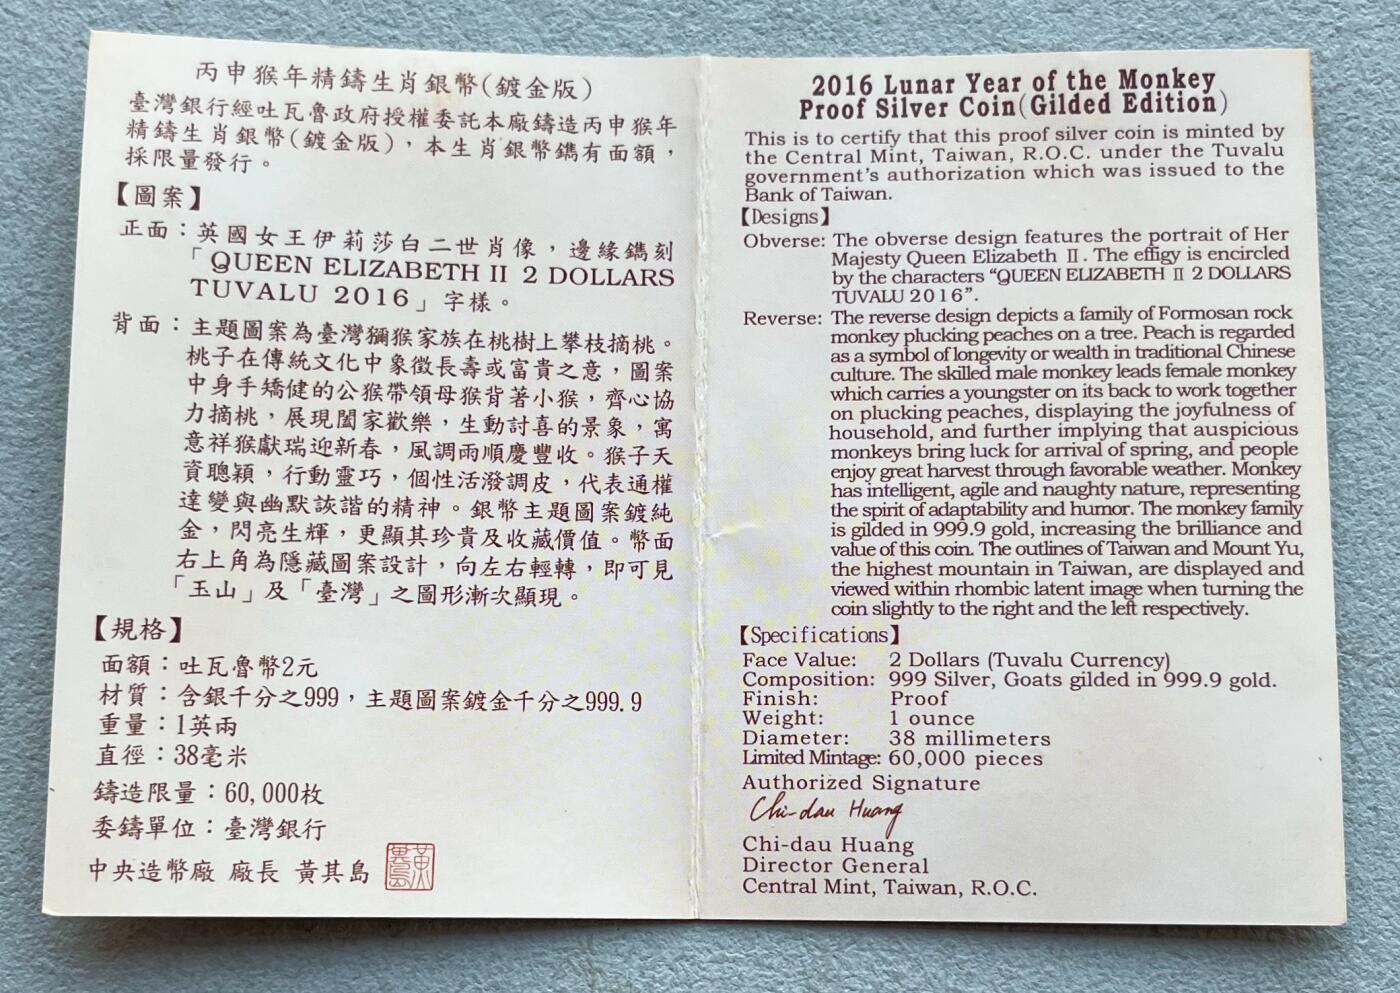 丙申猴年精鑄生肖銀幣(鍍金版)
臺灣銀行經吐瓦魯政府授權委託本廠鑄造丙申猴年
精鑄生肖銀幣(鍍金版)，本生肖銀幣鐫有面額，
採限量發行。
【圖案】
正面：英國女王伊莉莎白二世肖像，邊緣鐫刻
「QUEEN ELIZABETH II 2 DOLLARS
TUVALU 2016」字樣。
背面：主題圖案為臺灣獼猴家族在桃樹上攀枝摘桃。
桃子在傳統文化中象徵長壽或富貴之意，圖案
中身手矯健的公猴帶領母猴背著小猴，齊心協
力摘桃，展現闔家歡樂，生動討喜的景象，寓
意祥猴獻瑞迎新春，風調雨順慶豐收。猴子天
資聰穎，行動靈巧，個性活潑調皮，代表通權
達變與幽默詼諧的精神。銀幣主題圖案鍍純
金，閃亮生輝，更顯其珍貴及收藏價值。幣面
右上角為隱藏圖案設計，向左右輕轉，即可見
「玉山」及「臺灣」之圖形漸次顯現。
【規格】
面額：吐瓦魯幣2元
材質：含銀千分之999，主題圖案鍍金千分之999.9
重量：1英兩
直徑：38毫米
鑄造限量：60,000枚
委鑄單位：臺灣銀行
中央造幣廠 廠長 黃其島
2016 Lunar Year of the Monkey
Proof Silver Coin(Gilded Edition)
This is to certify that this proof silver coin is minted by
the Central Mint, Taiwan, R.O.C. under the Tuvalu
government's authorization which was issued to the
Bank of Taiwan.
【Designs】
Obverse: The obverse design features the portrait of Her
Majesty Queen Elizabeth II. The effigy is encircled
by the characters "QUEEN ELIZABETH II 2 DOLLARS
TUVALU 2016".
Reverse: The reverse design depicts a family of Formosan rock
monkey plucking peaches on a tree. Peach is regarded
as a symbol of longevity or wealth in traditional Chinese
culture. The skilled male monkey leads female monkey
which carries a youngster on its back to work together
on plucking peaches, displaying the joyfulness of
household, and further implying that auspicious
monkeys bring luck for arrival of spring, and people
enjoy great harvest through favorable weather. Monkey
has intelligent, agile and naughty nature, representing
the spirit of adaptability and humor. The monkey family
is gilded in 999.9 gold, increasing the brilliance and
value of this coin. The outlines of Taiwan and Mount Yu,
the highest mountain in Taiwan, are displayed and
viewed within rhombic latent image when turning the
coin slightly to the right and the left respectively.
【Specifications】
Face Value: 2 Dollars (Tuvalu Currency)
Composition: 999 Silver, Goats gilded in 999.9 gold.
Finish: Proof
Weight: 1 ounce
Diameter: 38 millimeters
Limited Mintage: 60,000 pieces
Authorized Signature
Chi-dau Huang
Chi-dau Huang
Director General
Central Mint, Taiwan, R.O.C.